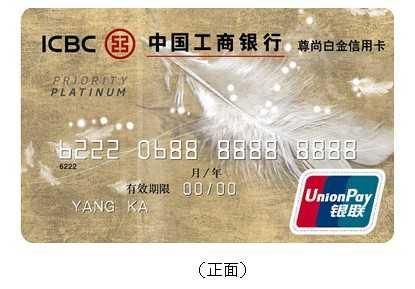 ICBC 中国工商银行 尊尚白金信用卡
PRIORITY
PLATINUM
6222 0688 8888 8888
6222
月/年
有效期限 00/00
YANG KA
UnionPay
银联
（正面）